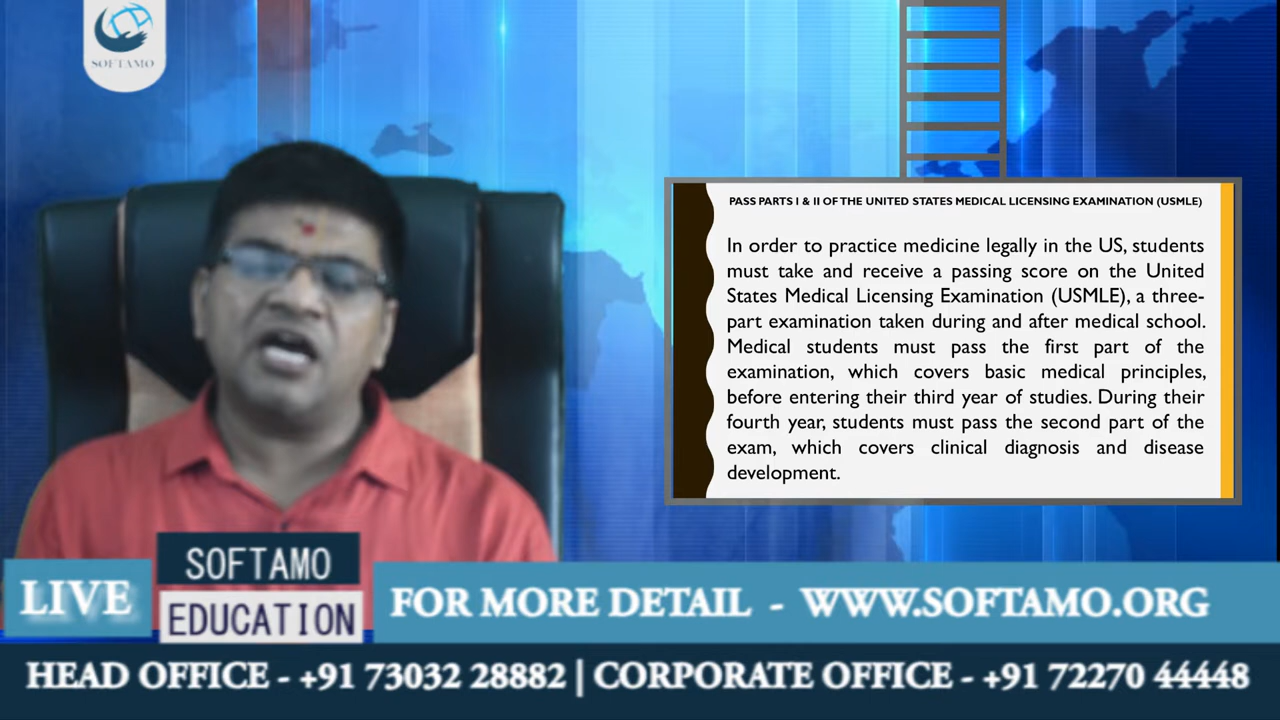 SOFTAMO
PASS PARTS I & II OF THE UNITED STATES MEDICAL LICENSING EXAMINATION (USMLE)
In order to practice medicine legally in the US, students
must take and receive a passing score on the United
States Medical Licensing Examination (USMLE), a three-
part examination taken during and after medical school.
Medical students must pass the first part of the
examination, which covers basic medical principles,
before entering their third year of studies. During their
fourth year, students must pass the second part of the
exam, which covers clinical diagnosis and disease
development.
LIVE
SOFTAMO
EDUCATION
FOR MORE DETAIL - WWW.SOFTAMO.ORG
HEAD OFFICE - +91 73032 28882 | CORPORATE OFFICE - +91 72270 44448